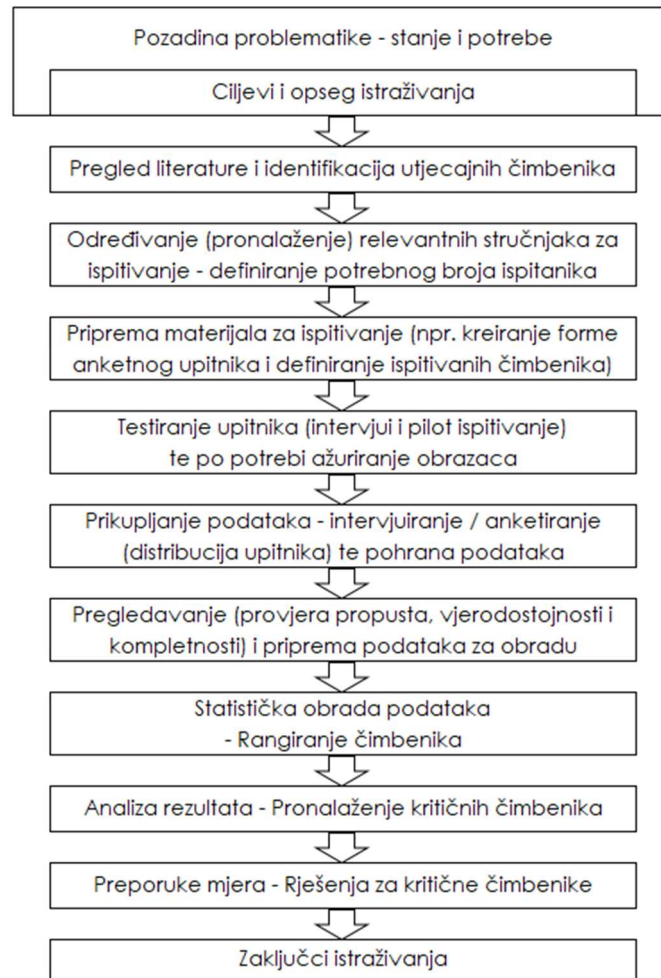 Pozadina problematike - stanje i potrebe
Ciljevi i opseg istraživanja
Pregled literature i identifikacija utjecajnih čimbenika
Određivanje (pronalaženje) relevantnih stručnjaka za
ispitivanje - definiranje potrebnog broja ispitanika
Priprema materijala za ispitivanje (npr. kreiranje forme
anketnog upitnika i definiranje ispitivanih čimbenika)
Testiranje upitnika (intervjui i pilot ispitivanje)
te po potrebi ažuriranje obrazaca
Prikupljanje podataka - intervjuiranje / anketiranje
(distribucija upitnika) te pohrana podataka
Pregledavanje (provjera propusta, vjerodostojnosti i
kompletnosti) i priprema podataka za obradu
Statistička obrada podataka
- Rangiranje čimbenika
Analiza rezultata - Pronalaženje kritičnih čimbenika
Preporuke mjera - Rješenja za kritične čimbenike
Zaključci istraživanja